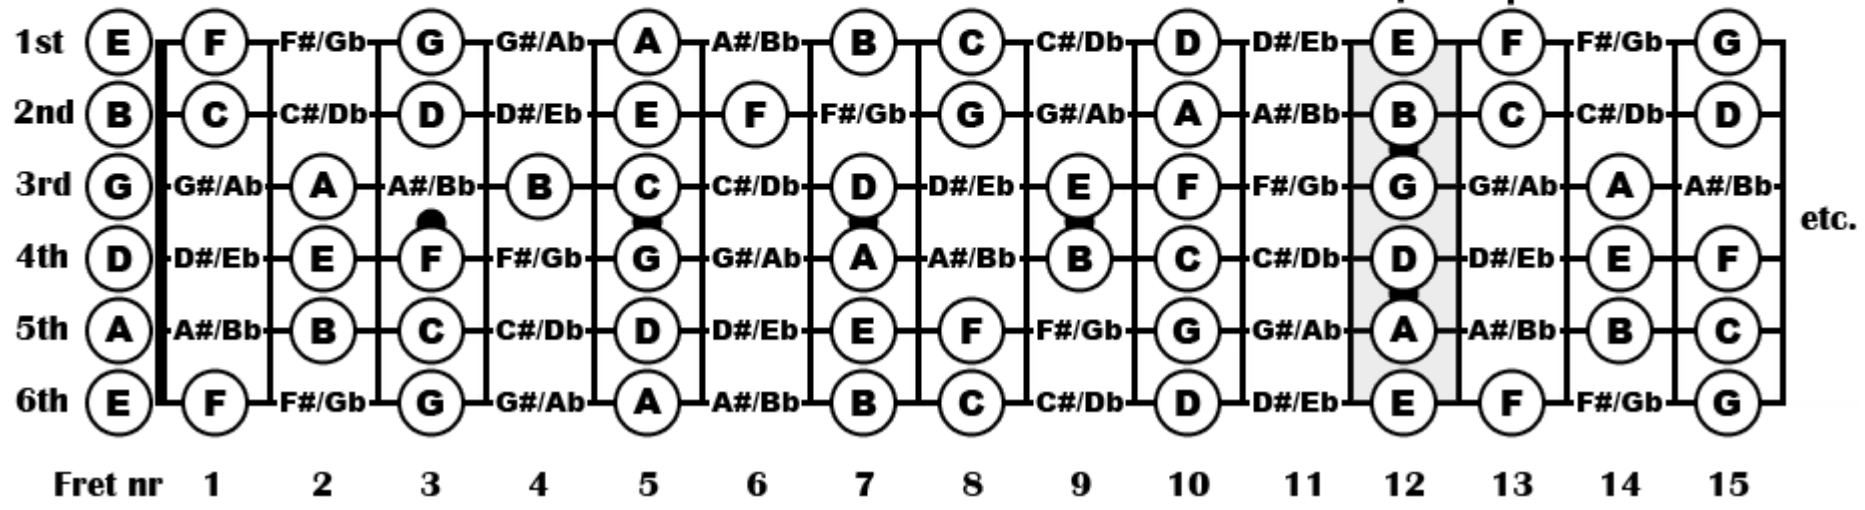 1st E F F#/Gb G G#/Ab A A#/Bb B C C#/Db D D#/Eb E F F#/Gb G
2nd B C C#/Db D D#/Eb E F F#/Gb G G#/Ab A A#/Bb B C C#/Db D
3rd G G#/Ab A A#/Bb B C C#/Db D D#/Eb E F F#/Gb G G#/Ab A A#/Bb
etc.
4th D D#/Eb E F F#/Gb G G#/Ab A A#/Bb B C C#/Db D D#/Eb E F
5th A A#/Bb B C C#/Db D D#/Eb E F F#/Gb G G#/Ab A A#/Bb B C
6th E F F#/Gb G G#/Ab A A#/Bb B C C#/Db D D#/Eb E F F#/Gb G
Fret nr 1 2 3 4 5 6 7 8 9 10 11 12 13 14 15